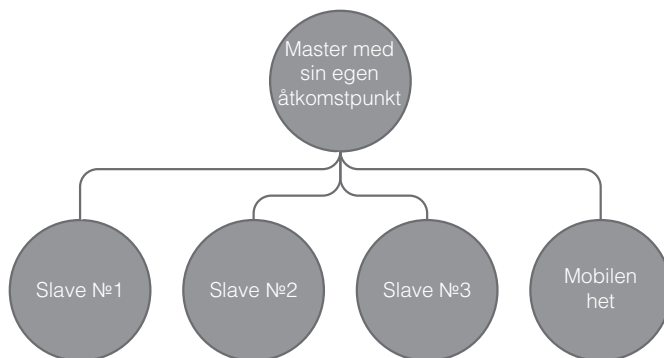 Master med
sin egen
åtkomstpunkt
Slave №1
Slave №2
Slave №3
Mobilen
het